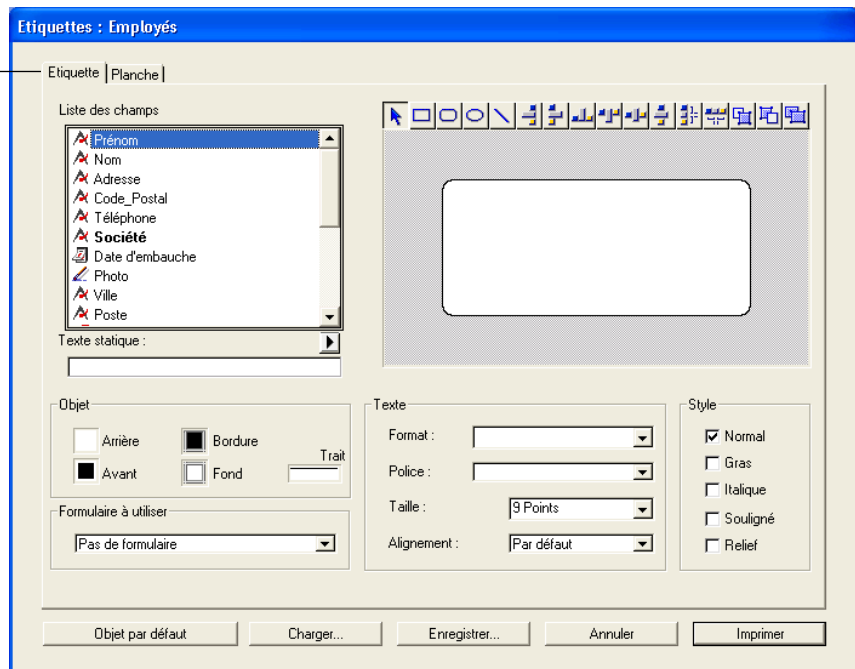 Etiquettes : Employés
Etiquette
Planche
Liste des champs
Prénom
Nom
Adresse
Code_Postal
Téléphone
Société
Date d'embauche
Photo
Ville
Poste
Texte statique :
Objet
Arrière
Bordure
Avant
Fond
Trait
Formulaire à utiliser
Pas de formulaire
Texte
Format :
Police :
Taille :
9 Points
Alignement :
Par défaut
Style
Normal
Gras
Italique
Souligné
Relief
Objet par défaut
Charger...
Enregistrer...
Annuler
Imprimer